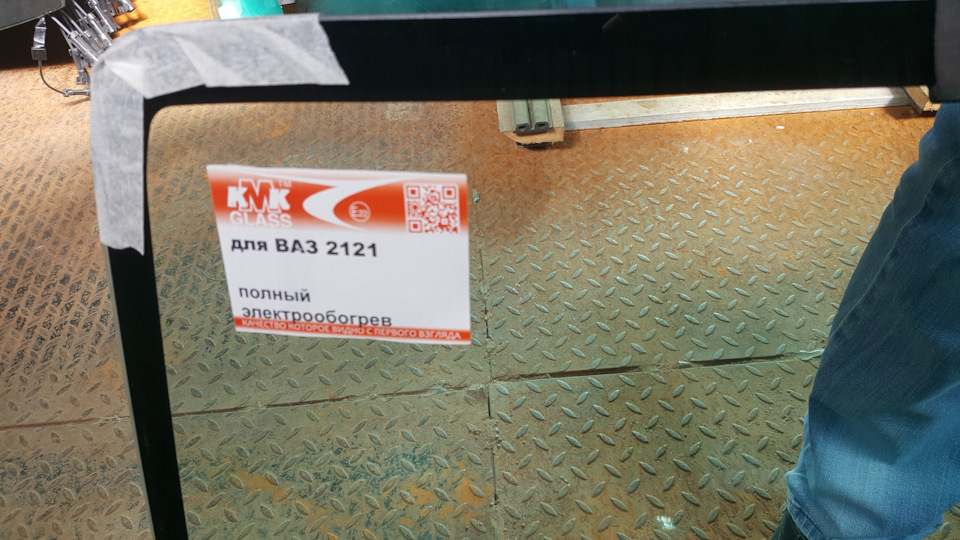 KMK
GLASS
для ВАЗ 2121
полный
электрообогрев
КАЧЕСТВО КОТОРОЕ ВИДНО С ПЕРВОГО ВЗГЛЯДА